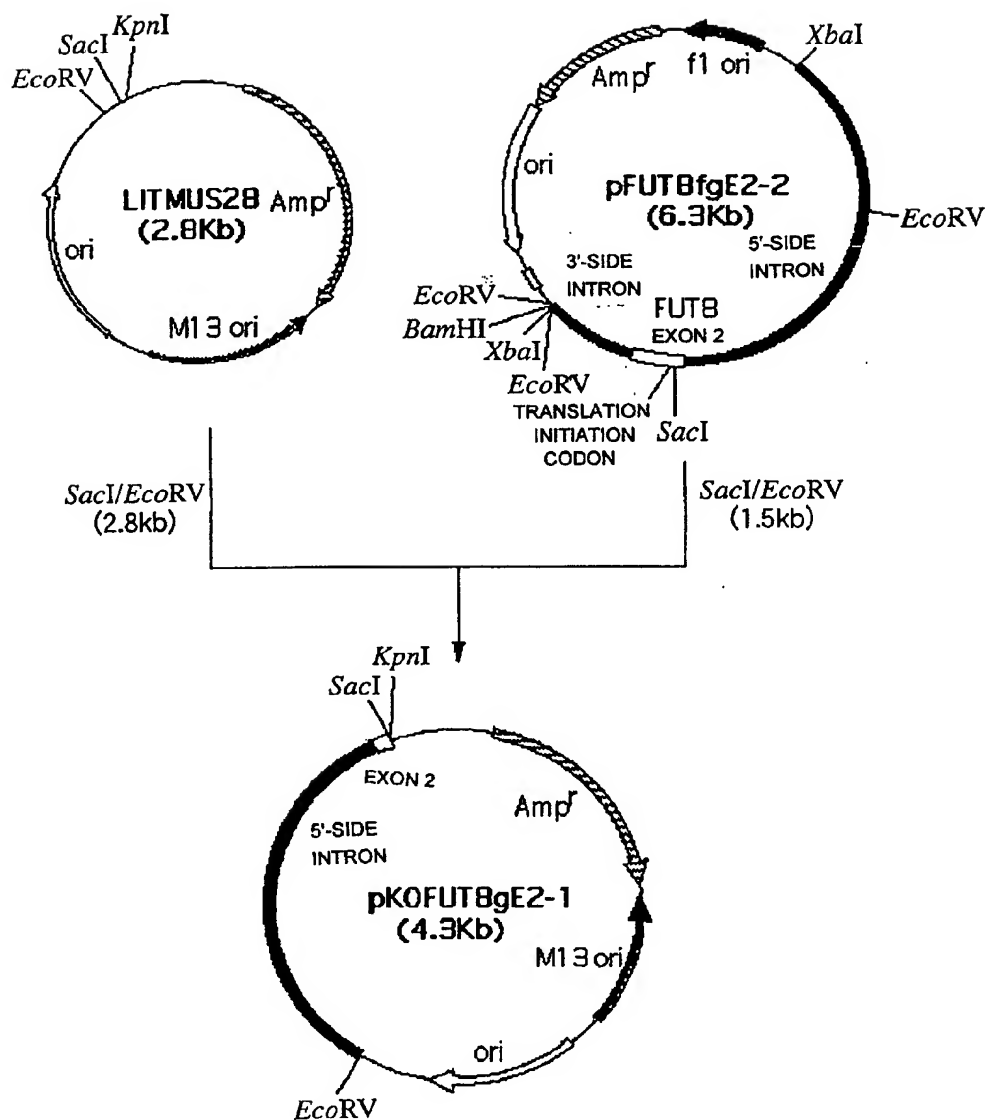 KpnI
SacI
EcoRV
LITMUS28
(2.8Kb)
Ampr
ori
M13 ori
XbaI
f1 ori
Ampr
ori
pFUT8fgE2-2
(6.3Kb)
EcoRV
5'-SIDE
INTRON
3'-SIDE
INTRON
FUT8
EXON 2
EcoRV
BamHI
XbaI
EcoRV
TRANSLATION
INITIATION
CODON
SacI
SacI/EcoRV
(2.8kb)
SacI/EcoRV
(1.5kb)
KpnI
SacI
EXON 2
Ampr
5'-SIDE
INTRON
pKOFUT8gE2-1
(4.3Kb)
M13 ori
ori
EcoRV